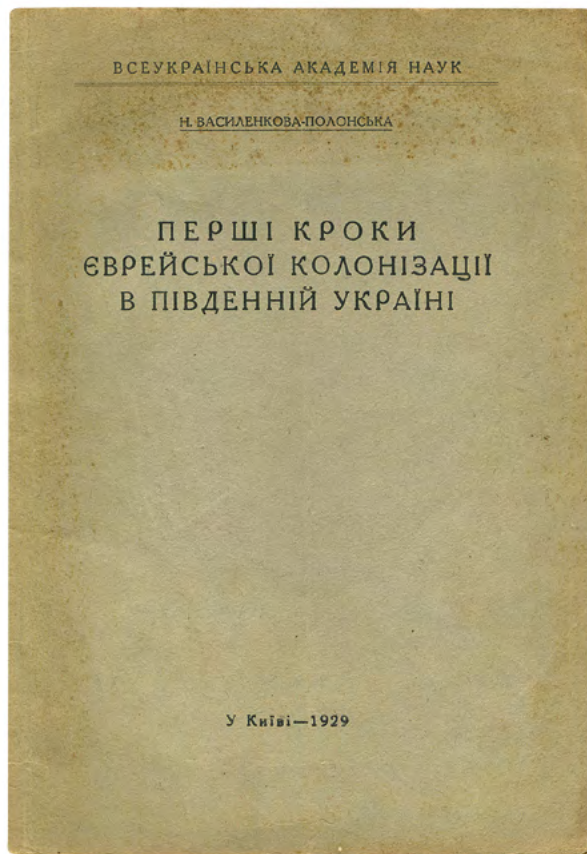 ВСЕУКРАЇНСЬКА АКАДЕМІЯ НАУК
Н. ВАСИЛЕНКОВА-ПОЛОНСЬКА
ПЕРШІ КРОКИ
ЄВРЕЙСЬКОЇ КОЛОНІЗАЦІЇ
В ПІВДЕННІЙ УКРАЇНІ
У Київі—1929